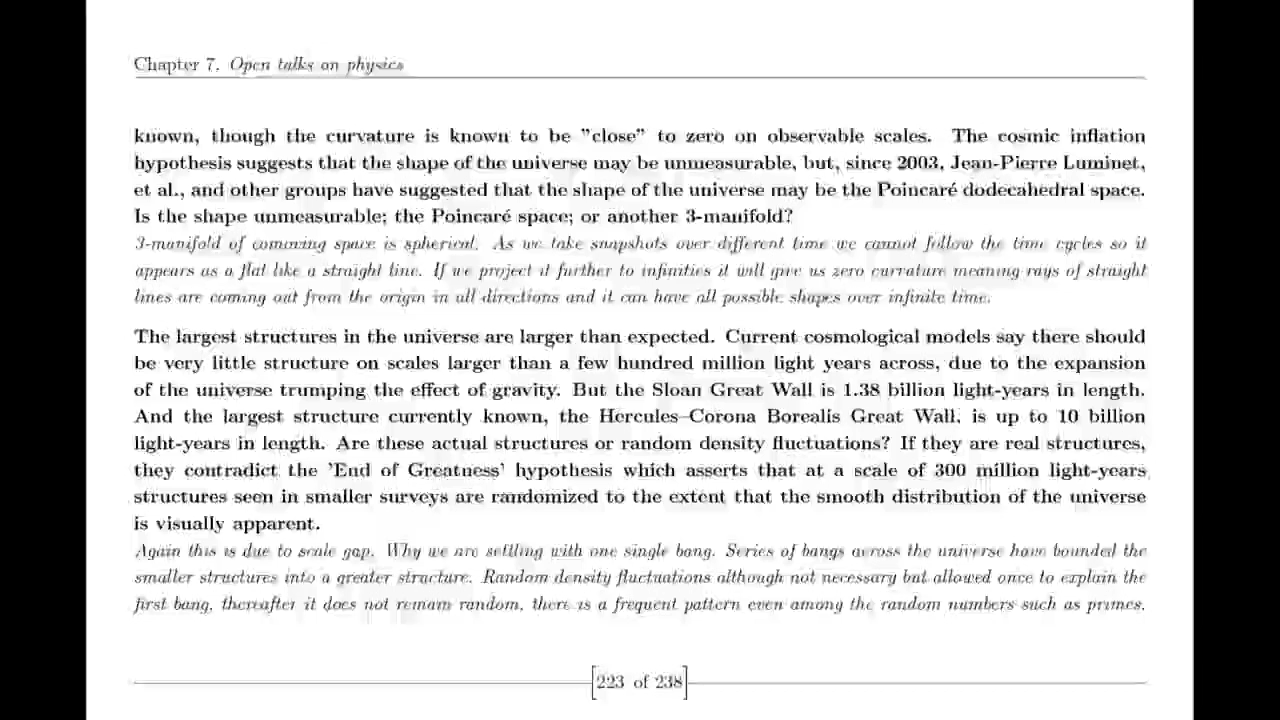 Chapter 7. Open talks on physics
known, though the curvature is known to be ”close” to zero on observable scales. The cosmic inflation
hypothesis suggests that the shape of the universe may be unmeasurable, but, since 2003, Jean-Pierre Luminet,
et al., and other groups have suggested that the shape of the universe may be the Poincaré dodecahedral space.
Is the shape unmeasurable; the Poincaré space; or another 3-manifold?
3-manifold of commoving space is spherical. As we take snapshots over different time we cannot follow the time cycles so it
appears as a flat like a straight line. If we project it further to infinities it will give us zero curvature meaning rays of straight
lines are coming out from the origin in all directions and it can have all possible shapes over infinite time.
The largest structures in the universe are larger than expected. Current cosmological models say there should
be very little structure on scales larger than a few hundred million light years across, due to the expansion
of the universe trumping the effect of gravity. But the Sloan Great Wall is 1.38 billion light-years in length.
And the largest structure currently known, the Hercules–Corona Borealis Great Wall, is up to 10 billion
light-years in length. Are these actual structures or random density fluctuations? If they are real structures,
they contradict the ’End of Greatness’ hypothesis which asserts that at a scale of 300 million light-years
structures seen in smaller surveys are randomized to the extent that the smooth distribution of the universe
is visually apparent.
Again this is due to scale gap. Why we are settling with one single bang. Series of bangs across the universe have bounded the
smaller structures into a greater structure. Random density fluctuations although not necessary but allowed once to explain the
first bang, thereafter it does not remain random, there is a frequent pattern even among the random numbers such as primes.
223 of 238